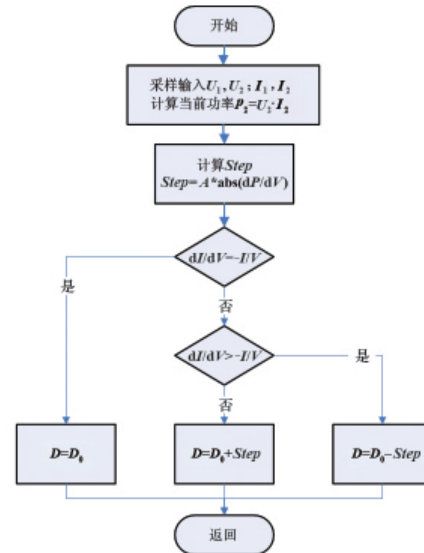 开始
采样输入U₁,U₂;I₁,I₂
计算当前功率P₂=U₂·I₂
计算Step
Step=A*abs(dP/dV)
dI/dV=-I/V
是
否
dI/dV>-I/V
是
否
D=D₀
D=D₀+Step
D=D₀-Step
返回